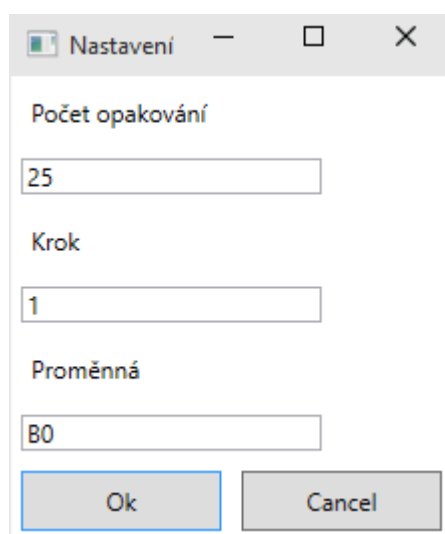 Nastavení
Počet opakování
25
Krok
1
Proměnná
B0
Ok Cancel